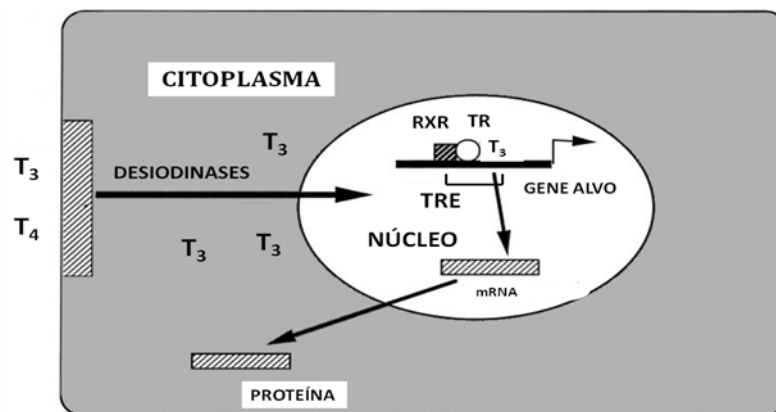 CITOPLASMA
RXR TR
T3
T3
T3
DESIODINASES
GENE ALVO
TRE
T4
T3
T3
NÚCLEO
mRNA
PROTEÍNA